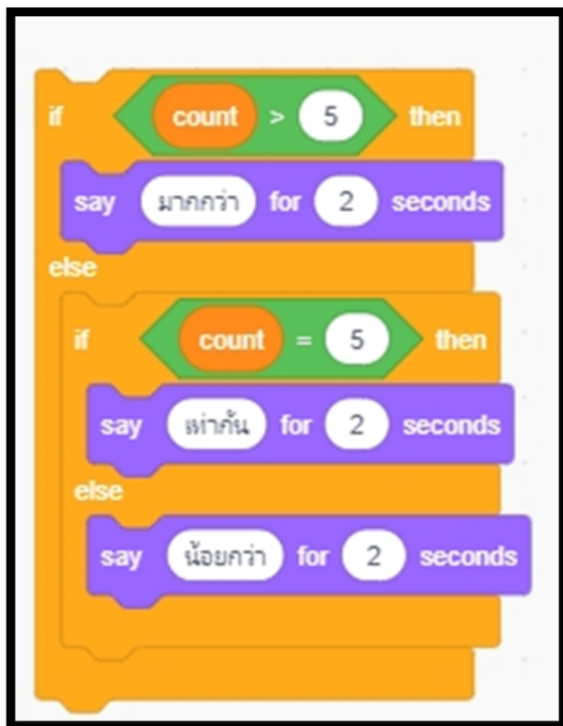 if count > 5 then
say มากกว่า for 2 seconds
else
if count = 5 then
say เท่ากัน for 2 seconds
else
say น้อยกว่า for 2 seconds